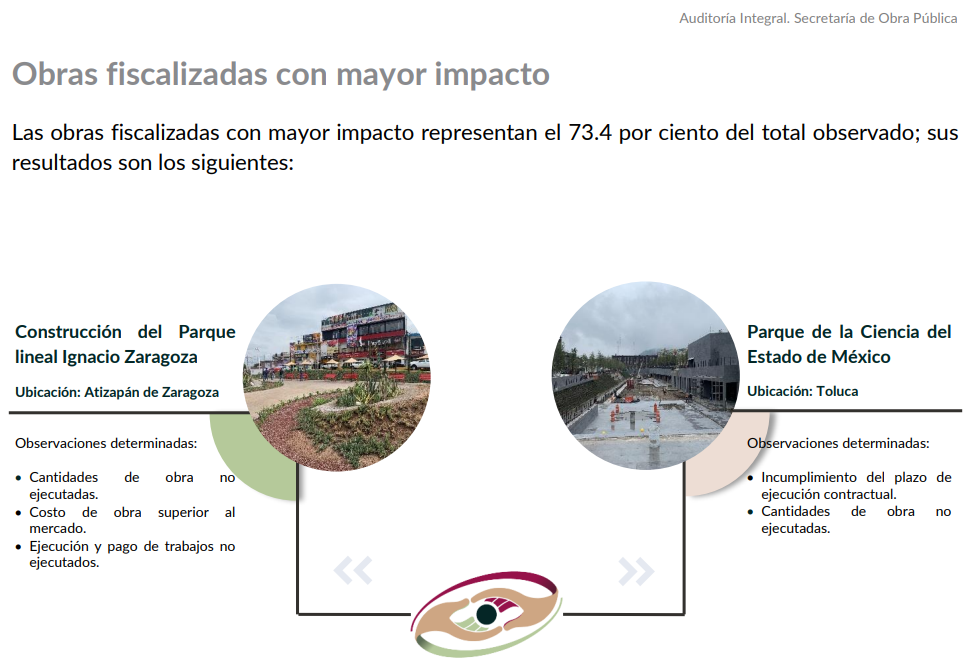 Auditoría Integral. Secretaría de Obra Pública
Obras fiscalizadas con mayor impacto
Las obras fiscalizadas con mayor impacto representan el 73.4 por ciento del total observado; sus
resultados son los siguientes:
Construcción del Parque
lineal Ignacio Zaragoza
Ubicación: Atizapán de Zaragoza
Observaciones determinadas:
• Cantidades de obra no
ejecutadas.
• Costo de obra superior al
mercado.
• Ejecución y pago de trabajos no
ejecutados.
Parque de la Ciencia del
Estado de México
Ubicación: Toluca
Observaciones determinadas:
• Incumplimiento del plazo de
ejecución contractual.
• Cantidades de obra no
ejecutadas.